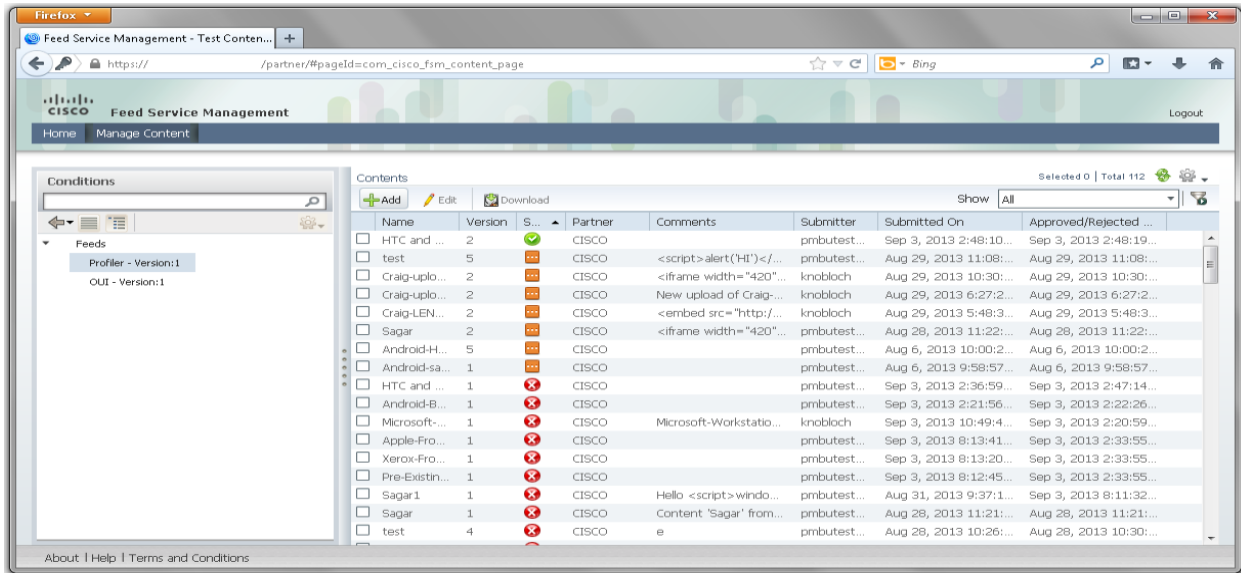 Firefox
Feed Service Management - Test Conten...
https:// /partner/#pageId=com_cisco_fsm_content_page
Bing
CISCO Feed Service Management
Logout
Home Manage Content
Conditions
Feeds
Profiler - Version:1
OUI - Version:1
Contents
Selected 0 | Total 112
Add Edit Download Show All
Name Version S... Partner Comments Submitter Submitted On Approved/Rejected ...
HTC and ... 2 CISCO pmbutest... Sep 3, 2013 2:48:10... Sep 3, 2013 2:48:19...
test 5 CISCO <script>alert('HI')</... pmbutest... Aug 29, 2013 11:08:... Aug 29, 2013 11:08:...
Craig-uplo... 2 CISCO <iframe width="420"... knobloch Aug 29, 2013 10:30:... Aug 29, 2013 10:30:...
Craig-uplo... 2 CISCO New upload of Craig-... knobloch Aug 29, 2013 6:27:2... Aug 29, 2013 6:27:2...
Craig-LEN... 2 CISCO <embed src="http:/... knobloch Aug 29, 2013 5:48:3... Aug 29, 2013 5:48:3...
Sagar 2 CISCO <iframe width="420"... pmbutest... Aug 28, 2013 11:22:... Aug 28, 2013 11:22:...
Android-H... 5 CISCO pmbutest... Aug 6, 2013 10:00:2... Aug 6, 2013 10:00:2...
Android-sa... 1 CISCO pmbutest... Aug 6, 2013 9:58:57... Aug 6, 2013 9:58:57...
HTC and ... 1 CISCO pmbutest... Sep 3, 2013 2:36:59... Sep 3, 2013 2:47:14...
Android-B... 1 CISCO pmbutest... Sep 3, 2013 2:21:56... Sep 3, 2013 2:22:26...
Microsoft-... 1 CISCO Microsoft-Workstatio... knobloch Sep 3, 2013 10:49:4... Sep 3, 2013 2:20:59...
Apple-Fro... 1 CISCO pmbutest... Sep 3, 2013 8:13:41... Sep 3, 2013 2:33:55...
Xerox-Fro... 1 CISCO pmbutest... Sep 3, 2013 8:13:20... Sep 3, 2013 2:33:55...
Pre-Existin... 1 CISCO pmbutest... Sep 3, 2013 8:12:45... Sep 3, 2013 2:33:55...
Sagar1 1 CISCO Hello <script>windo... pmbutest... Aug 31, 2013 9:37:1... Sep 3, 2013 8:11:32...
Sagar 1 CISCO Content 'Sagar' from... pmbutest... Aug 28, 2013 11:21:... Aug 28, 2013 11:21:...
test 4 CISCO e pmbutest... Aug 28, 2013 10:26:... Aug 28, 2013 10:30:...
About | Help | Terms and Conditions